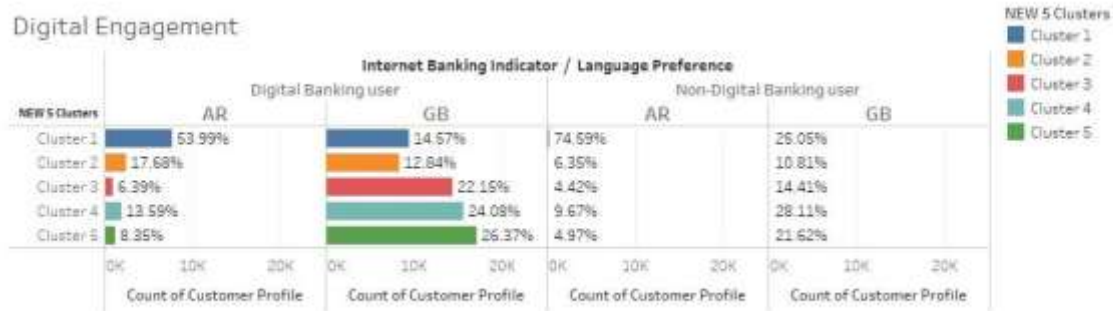 Digital Engagement
Internet Banking Indicator / Language Preference
Digital Banking user Non-Digital Banking user
NEW 5 Clusters AR GB AR GB
Cluster 1 53.99% 14.57% 74.59% 25.05%
Cluster 2 17.68% 12.84% 6.35% 10.81%
Cluster 3 6.39% 22.15% 4.42% 14.41%
Cluster 4 13.59% 24.08% 9.67% 28.11%
Cluster 5 8.35% 26.37% 4.97% 21.62%
0K 10K 20K 0K 10K 20K 0K 10K 20K 0K 10K 20K
Count of Customer Profile Count of Customer Profile Count of Customer Profile Count of Customer Profile
NEW 5 Clusters
Cluster 1
Cluster 2
Cluster 3
Cluster 4
Cluster 5